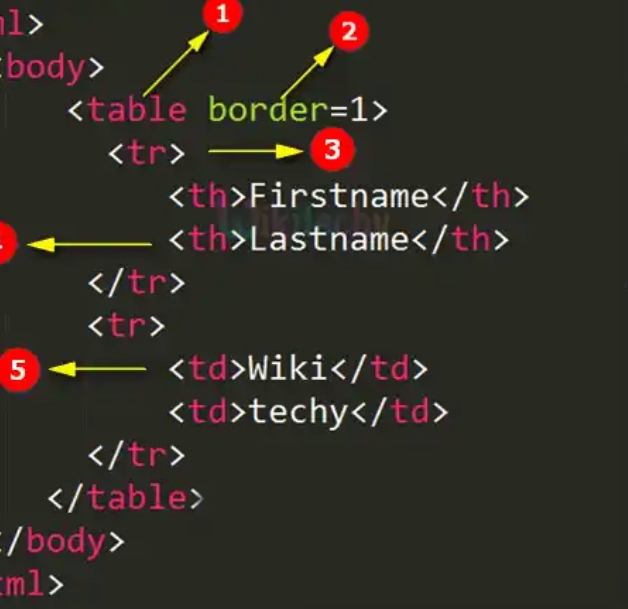 1
2
ml>
<body>
<table border=1>
<tr>
3
<th>Firstname</th>
Wikitechy
<th>Lastname</th>
</tr>
<tr>
5
<td>Wiki</td>
<td>techy</td>
</tr>
</table>
/body>
ml>